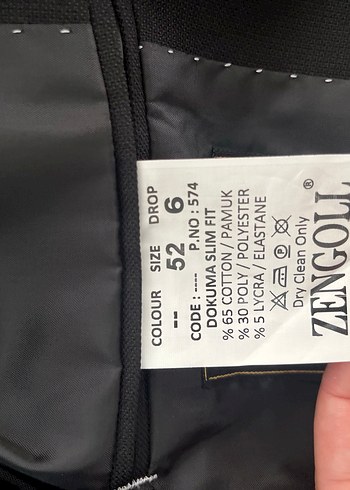 COLOUR SIZE DROP
-- 52 6
CODE : --- P.NO : 574
DOKUMA SLIM FIT
% 65 COTTON / PAMUK
% 30 POLY / POLYESTER
% 5 LYCRA / ELASTANE
Dry Clean Only
ZENGOLL®